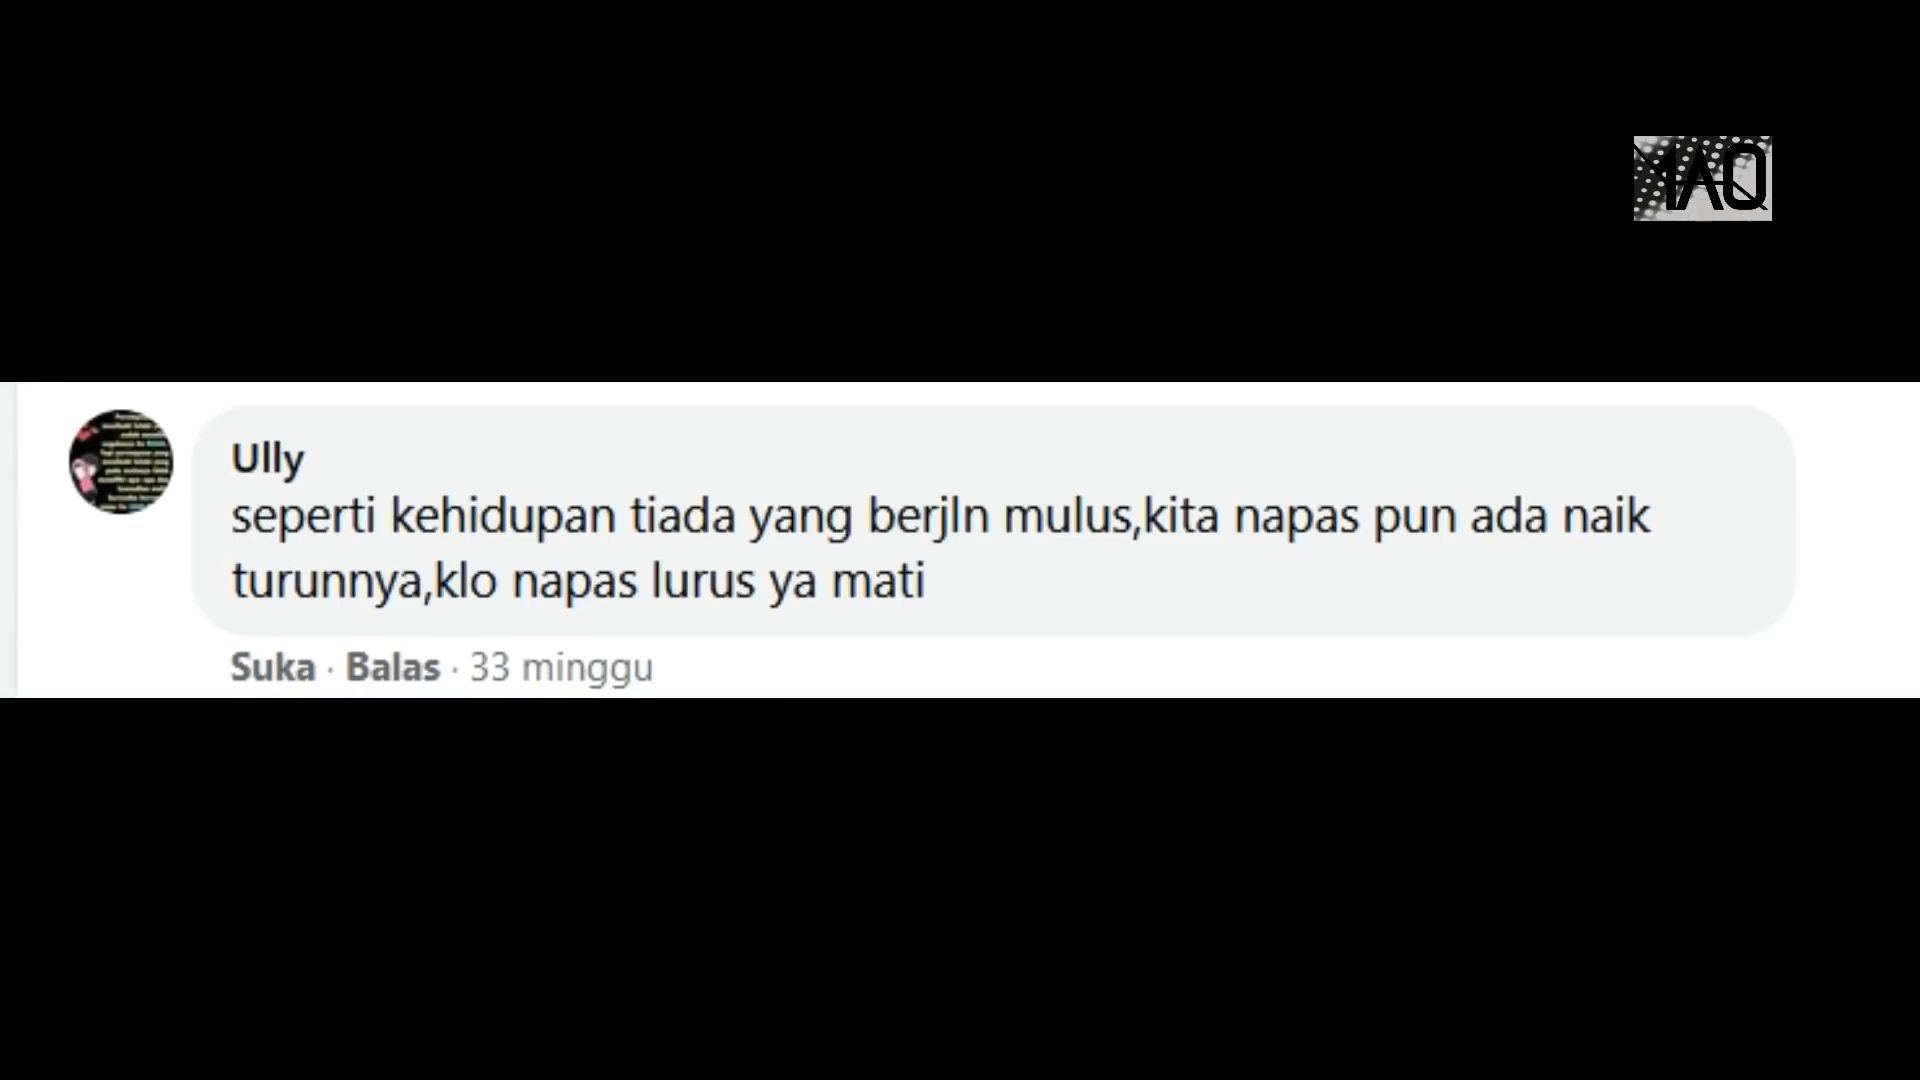 MAQ
Ully
seperti kehidupan tiada yang berjln mulus,kita napas pun ada naik
turunnya,klo napas lurus ya mati
Suka · Balas · 33 minggu